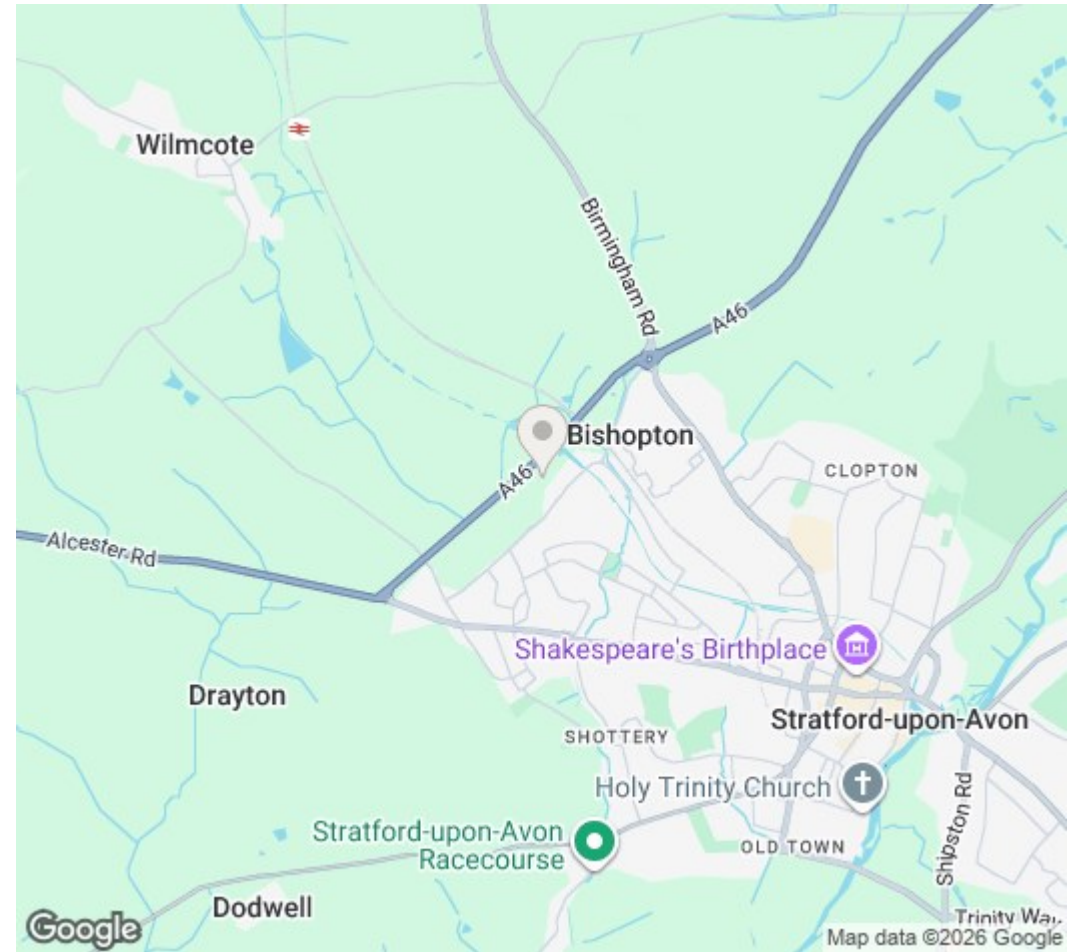 Wilmcote
Birmingham Rd
A46
Bishopton
A46
CLOPTON
Alcester Rd
Shakespeare's Birthplace
Drayton
Stratford-upon-Avon
SHOTTERY
Holy Trinity Church
Stratford-upon-Avon
Racecourse
OLD TOWN
Shipston Rd
Dodwell
Trinity Way
Google
Map data ©2026 Google